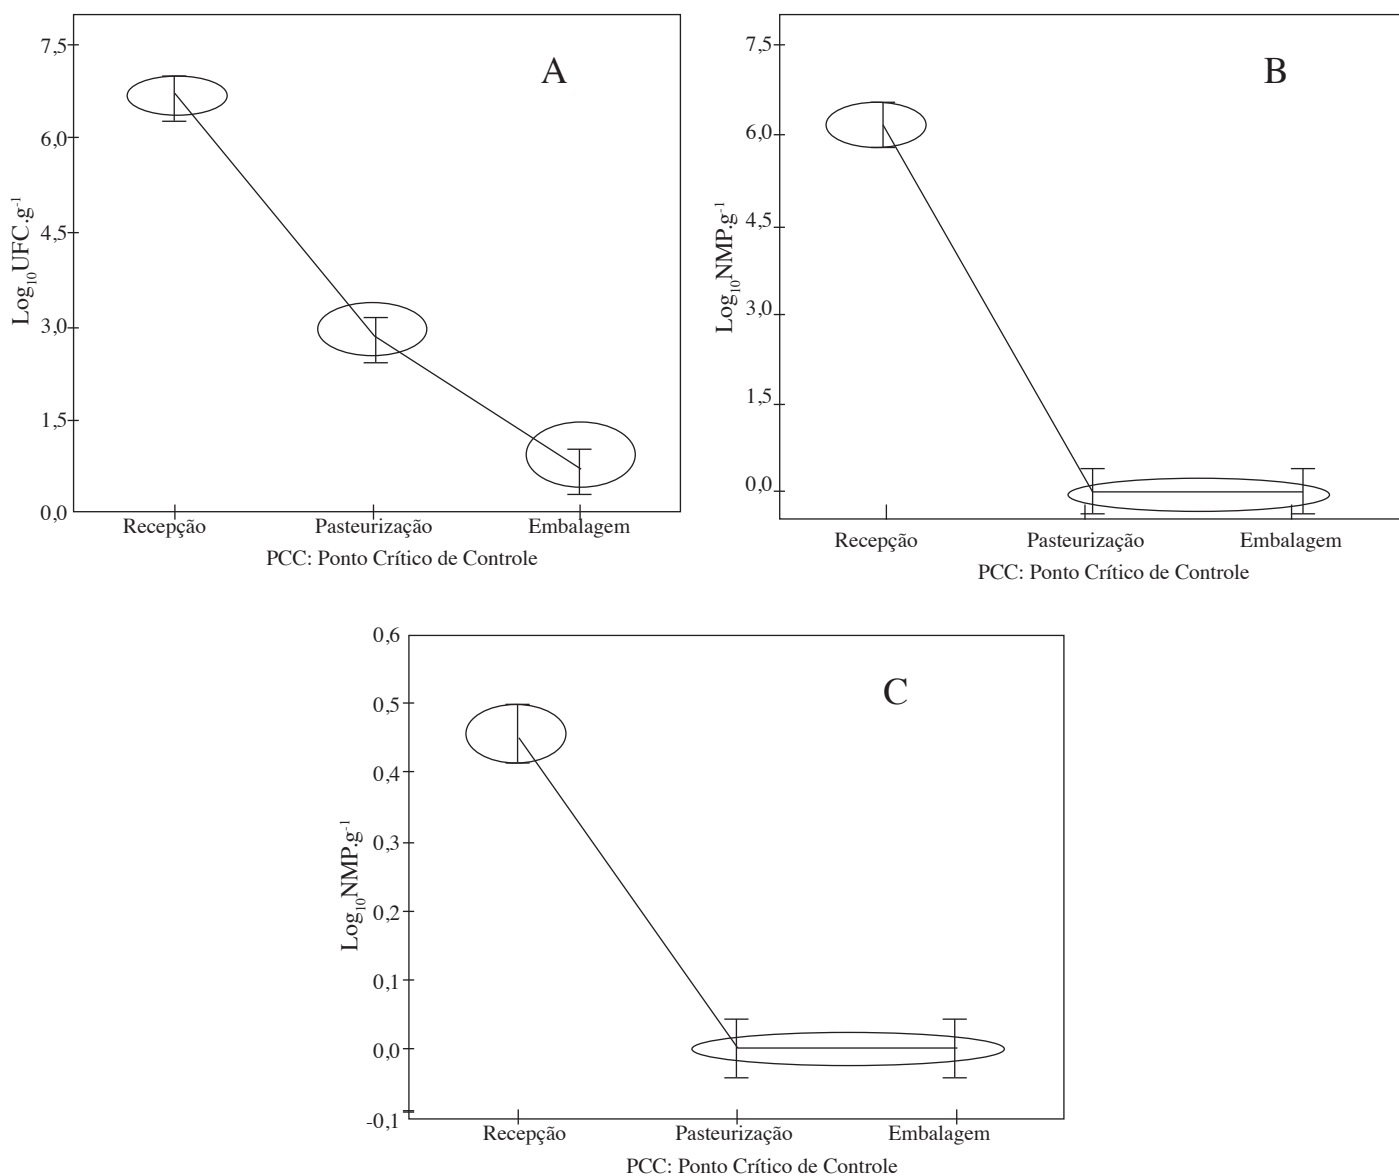 A
Log₁₀UFC.g⁻¹
7,5
6,0
4,5
3,0
1,5
0,0
Recepção Pasteurização Embalagem
PCC: Ponto Crítico de Controle
B
Log₁₀NMP.g⁻¹
7,5
6,0
4,5
3,0
1,5
0,0
Recepção Pasteurização Embalagem
PCC: Ponto Crítico de Controle
C
Log₁₀NMP.g⁻¹
0,6
0,5
0,4
0,3
0,2
0,1
0,0
-0,1
Recepção Pasteurização Embalagem
PCC: Ponto Crítico de Controle